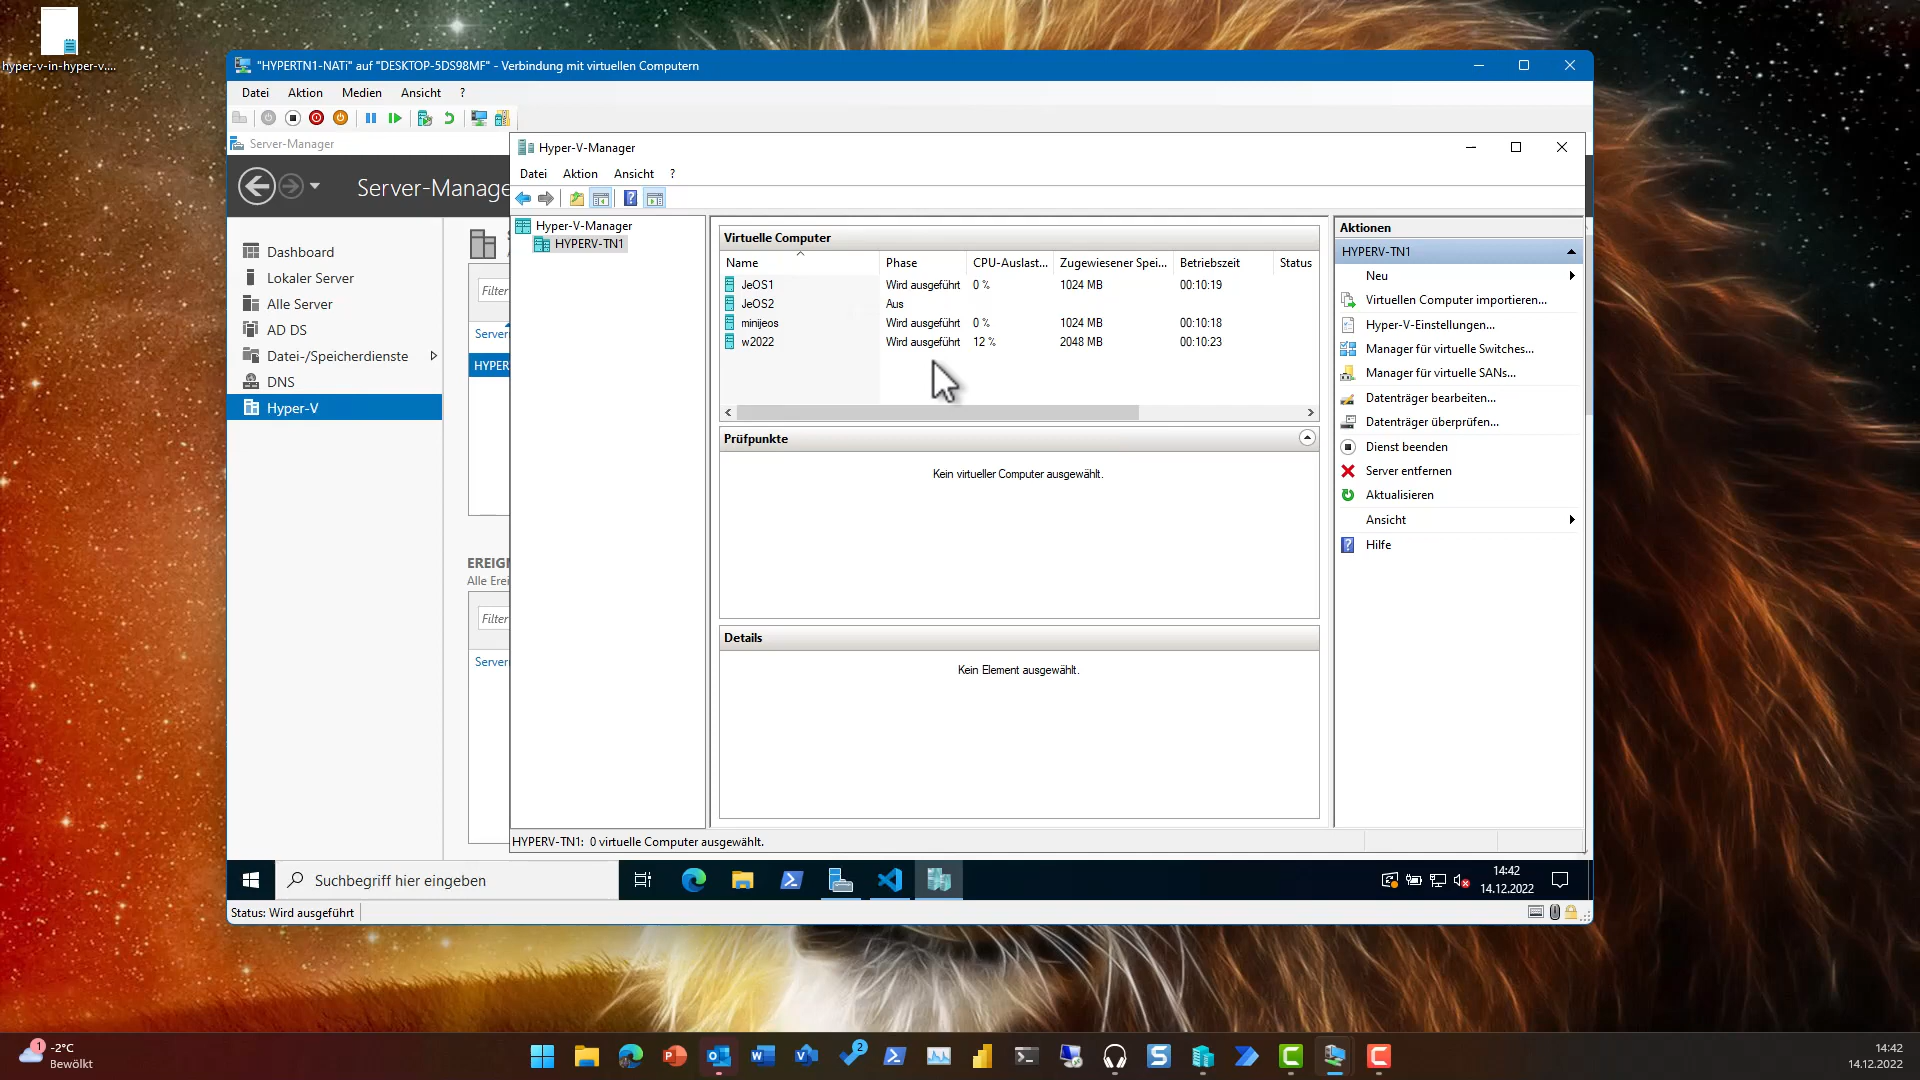 hyper-v-in-hyper-v....
"HYPERTN1-NATi" auf "DESKTOP-5DS98MF" - Verbindung mit virtuellen Computern
Datei Aktion Medien Ansicht ?
Server-Manager
Server-Manage
Dashboard
Lokaler Server
Alle Server
AD DS
Datei-/Speicherdienste
DNS
Hyper-V
Filter
Server
HYPER
EREIG
Alle Erei
Filter
Server
Hyper-V-Manager
Datei Aktion Ansicht ?
Hyper-V-Manager
HYPERV-TN1
Virtuelle Computer
Name Phase CPU-Auslast... Zugewiesener Spei... Betriebszeit Status
JeOS1 Wird ausgeführt 0 % 1024 MB 00:10:19
JeOS2 Aus
minijeos Wird ausgeführt 0 % 1024 MB 00:10:18
w2022 Wird ausgeführt 12 % 2048 MB 00:10:23
Prüfpunkte
Kein virtueller Computer ausgewählt.
Details
Kein Element ausgewählt.
Aktionen
HYPERV-TN1
Neu
Virtuellen Computer importieren...
Hyper-V-Einstellungen...
Manager für virtuelle Switches...
Manager für virtuelle SANs...
Datenträger bearbeiten...
Datenträger überprüfen...
Dienst beenden
Server entfernen
Aktualisieren
Ansicht
Hilfe
HYPERV-TN1: 0 virtuelle Computer ausgewählt.
Suchbegriff hier eingeben
14:42
14.12.2022
Status: Wird ausgeführt
1
-2°C
Bewölkt
2
14:42
14.12.2022